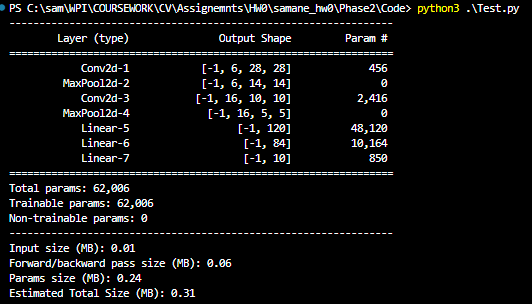 PS C:\sam\WPI\COURSEWORK\CV\Assignemnts\HW0\samane_hw0\Phase2\Code> python3 .\Test.py
----------------------------------------------------------------
Layer (type) Output Shape Param #
================================================================
Conv2d-1 [-1, 6, 28, 28] 456
MaxPool2d-2 [-1, 6, 14, 14] 0
Conv2d-3 [-1, 16, 10, 10] 2,416
MaxPool2d-4 [-1, 16, 5, 5] 0
Linear-5 [-1, 120] 48,120
Linear-6 [-1, 84] 10,164
Linear-7 [-1, 10] 850
================================================================
Total params: 62,006
Trainable params: 62,006
Non-trainable params: 0
----------------------------------------------------------------
Input size (MB): 0.01
Forward/backward pass size (MB): 0.06
Params size (MB): 0.24
Estimated Total Size (MB): 0.31